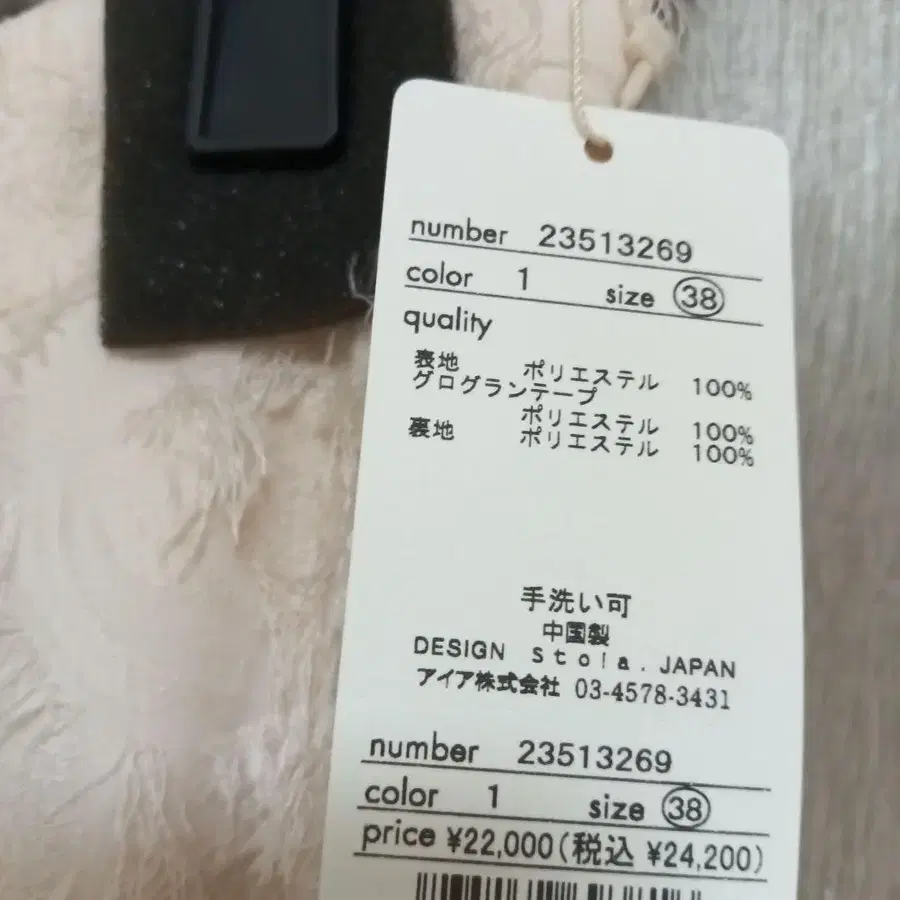 number 23513269
color 1 size 38
quality
表地 ポリエステル 100%
グログランテープ
ポリエステル 100%
裏地 ポリエステル 100%
手洗い可
中国製
DESIGN Stola. JAPAN
アイア株式会社 03-4578-3431
number 23513269
color 1 size 38
price ¥22,000(税込 ¥24,200)